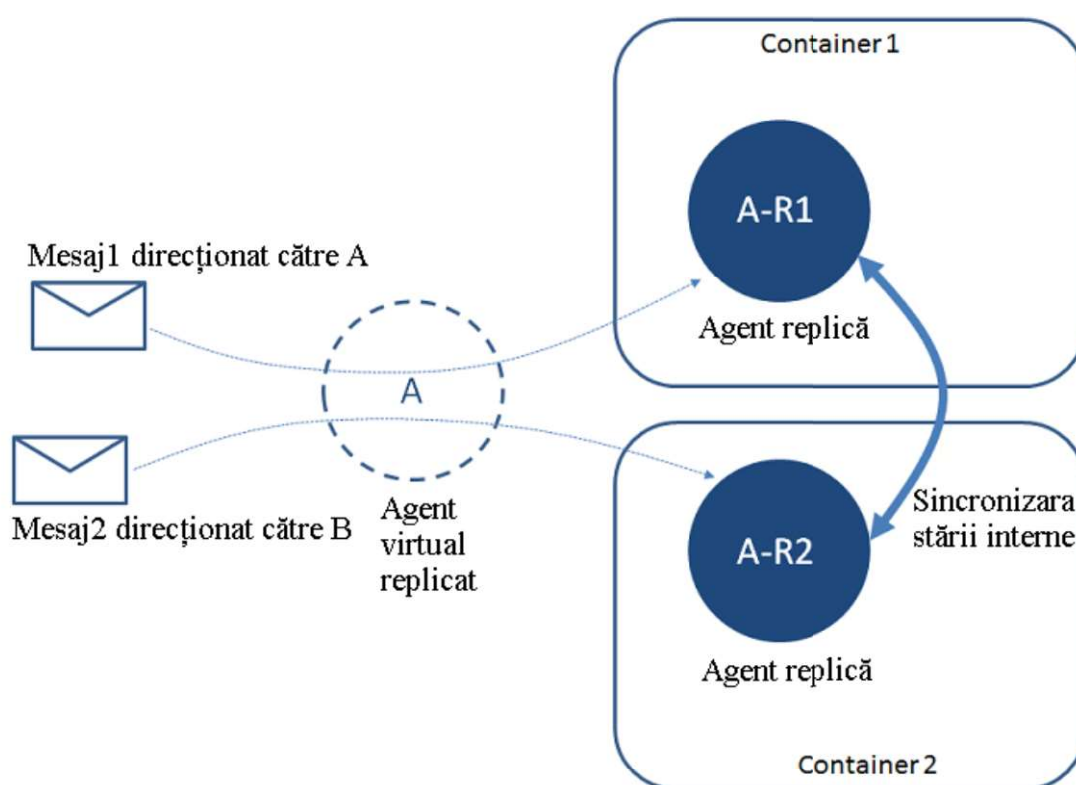 Container 1
A-R1
Agent replică
Mesaj1 direcționat către A
A
Mesaj2 direcționat către B
Agent
virtual
replicat
A-R2
Agent replică
Sincronizara
stării interne
Container 2